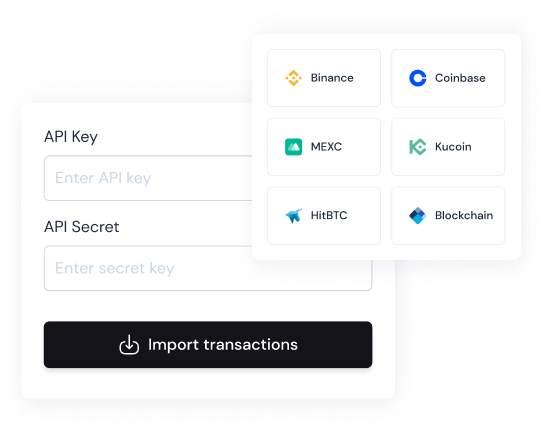 Binance
Coinbase
MEXC
Kucoin
HitBTC
Blockchain
API Key
Enter API key
API Secret
Enter secret key
Import transactions